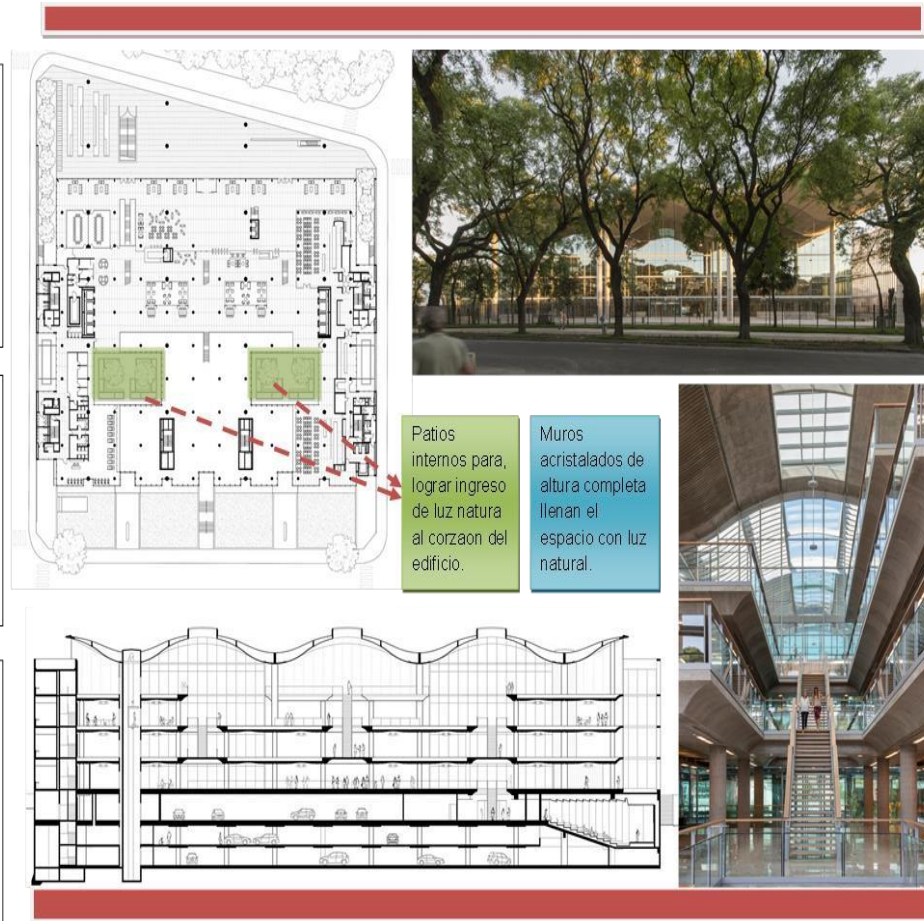 Patios
internos para,
lograr ingreso
de luz natura
al corzaon del
edificio.
Muros
acristalados de
altura completa
llenan el
espacio con luz
natural.